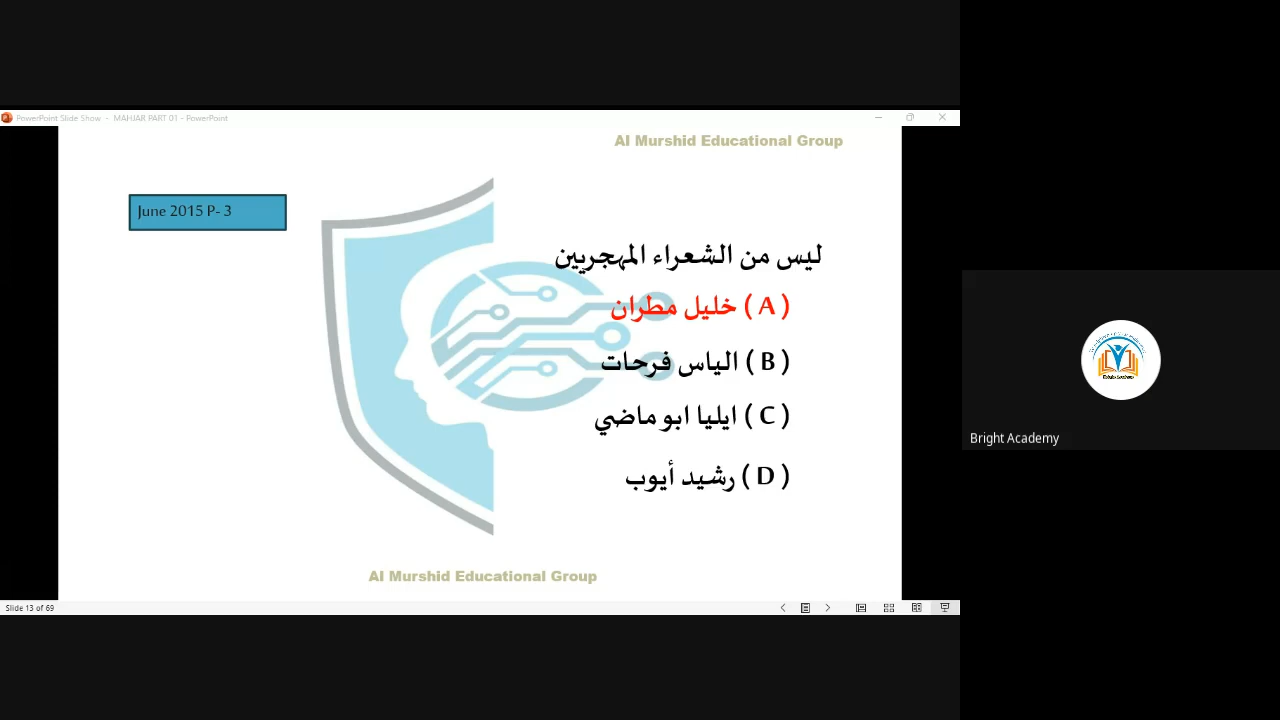 PowerPoint Slide Show - MAHJAR PART 01 - PowerPoint
Al Murshid Educational Group
June 2015 P- 3
ليس من الشعراء المهجريين
( A ) خليل مطران
( B ) الياس فرحات
( C ) ايليا ابو ماضي
( D ) رشيد أيوب
Al Murshid Educational Group
Slide 13 of 69
Bright Academy